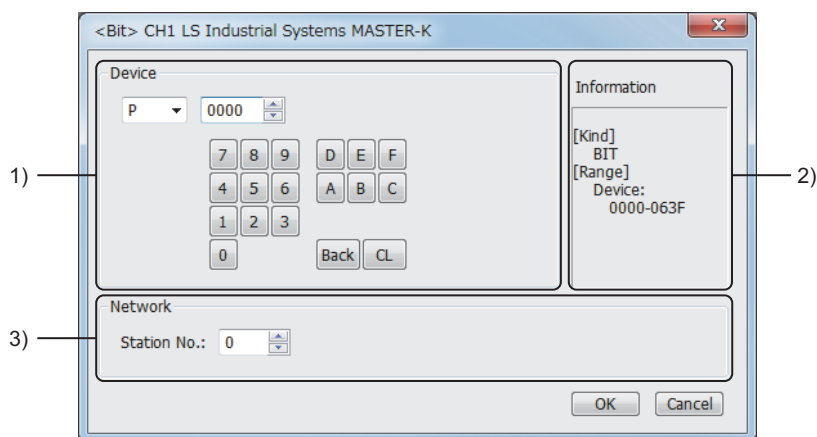 <Bit> CH1 LS Industrial Systems MASTER-K
x
Device
P 0000
7 8 9 D E F
4 5 6 A B C
1 2 3
0 Back CL
Information
[Kind]
BIT
[Range]
Device:
0000-063F
Network
Station No.: 0
OK Cancel
1)
2)
3)